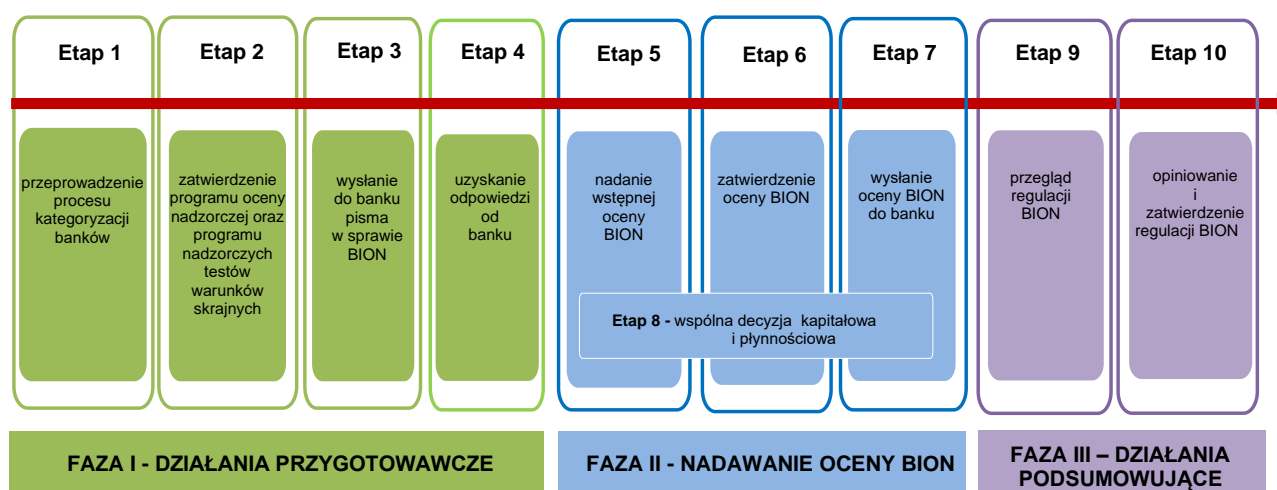 Etap 1
przeprowadzenie
procesu
kategoryzacji
banków
Etap 2
zatwierdzenie
programu oceny
nadzorczej oraz
programu
nadzorczych
testów
warunków
skrajnych
Etap 3
wysłanie
do banku
pisma
w sprawie
BION
Etap 4
uzyskanie
odpowiedzi
od
banku
Etap 5
nadanie
wstępnej
oceny
BION
Etap 6
zatwierdzenie
oceny BION
Etap 7
wysłanie
oceny BION
do banku
Etap 8 - wspólna decyzja kapitałowa
i płynnościowa
Etap 9
przegląd
regulacji
BION
Etap 10
opiniowanie
i
zatwierdzenie
regulacji BION
FAZA I - DZIAŁANIA PRZYGOTOWAWCZE
FAZA II - NADAWANIE OCENY BION
FAZA III – DZIAŁANIA
PODSUMOWUJĄCE